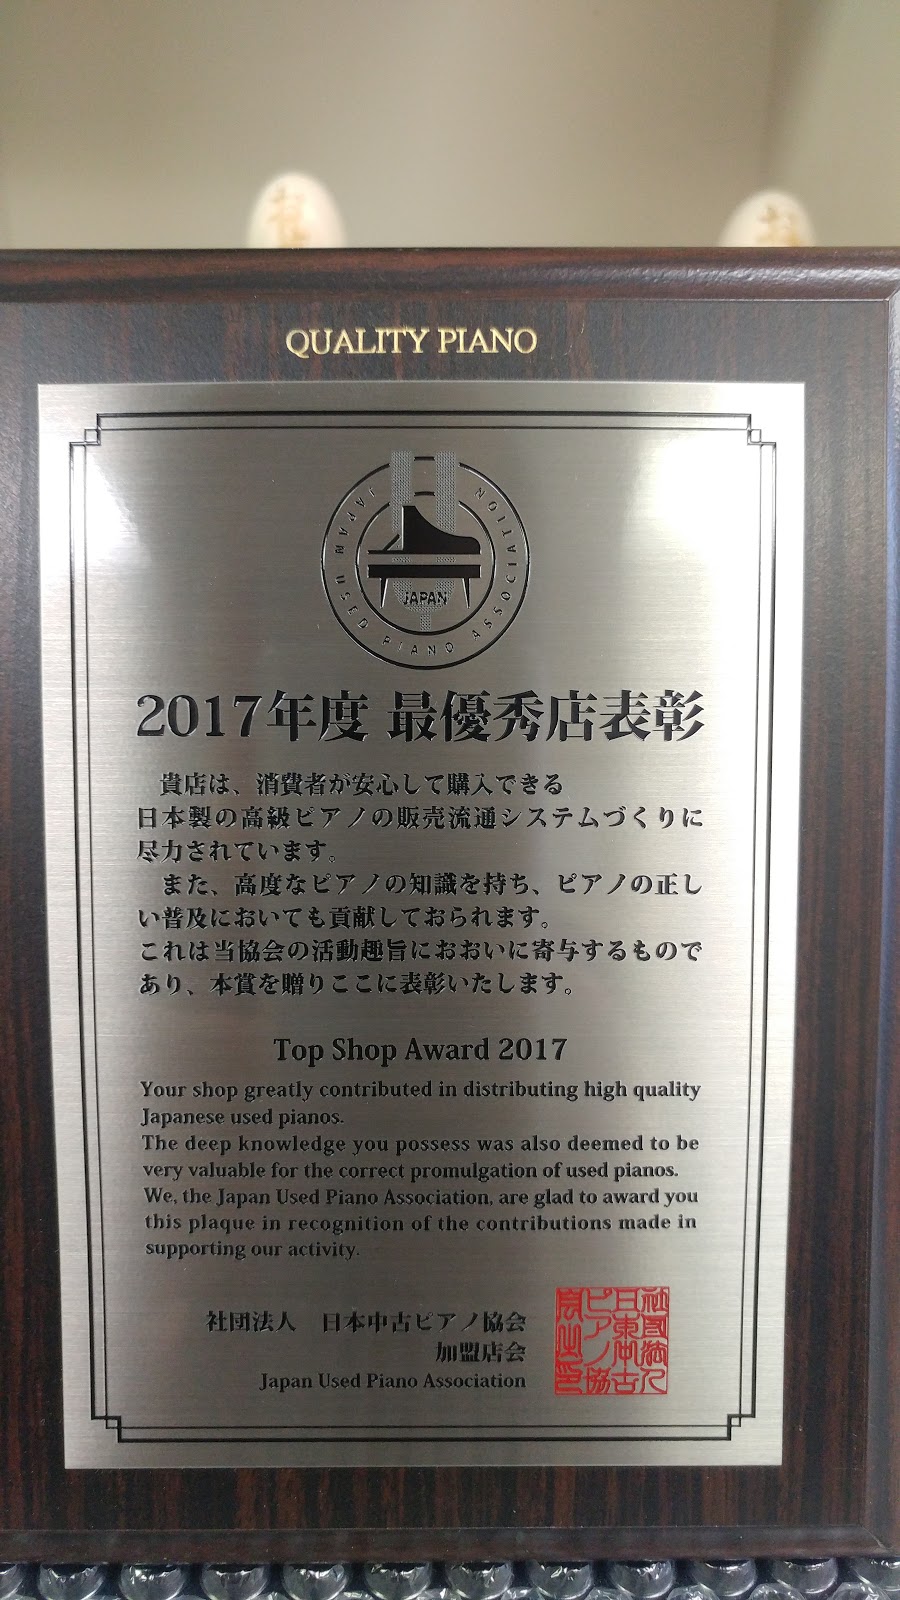 QUALITY PIANO
JAPAN USED PIANO ASSOCIATION
JAPAN
2017年度 最優秀店表彰
貴店は、消費者が安心して購入できる
日本製の高級ピアノの販売流通システムづくりに
尽力されています。
また、高度なピアノの知識を持ち、ピアノの正し
い普及においても貢献しておられます。
これは当協会の活動趣旨におおいに寄与するもので
あり、本賞を贈りここに表彰いたします。
Top Shop Award 2017
Your shop greatly contributed in distributing high quality
Japanese used pianos.
The deep knowledge you possess was also deemed to be
very valuable for the correct promulgation of used pianos.
We, the Japan Used Piano Association, are glad to award you
this plaque in recognition of the contributions made in
supporting our activity.
社団法人 日本中古ピアノ協会
加盟店会
Japan Used Piano Association